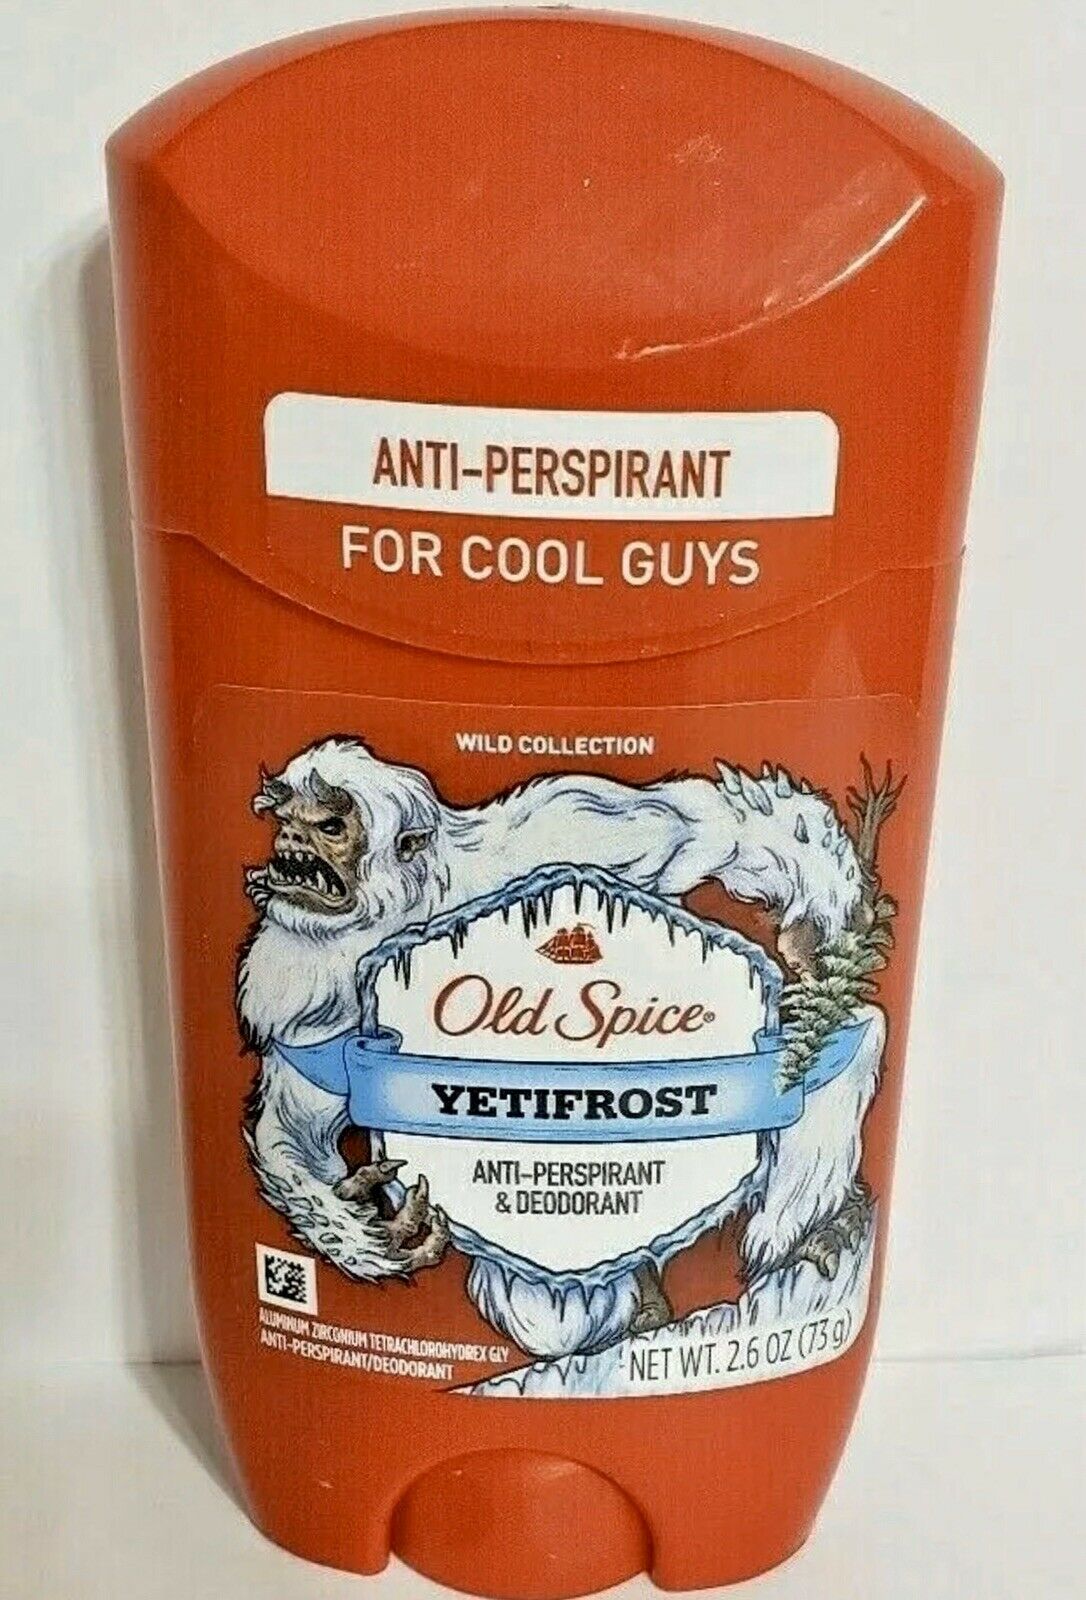 ANTI-PERSPIRANT
FOR COOL GUYS
WILD COLLECTION
Old Spice®
YETIFROST
ANTI-PERSPIRANT
& DEODORANT
ALUMINUM ZIRCONIUM TETRACHLOROHYDREX GLY
ANTI-PERSPIRANT/DEODORANT
NET WT. 2.6 OZ (73 g)